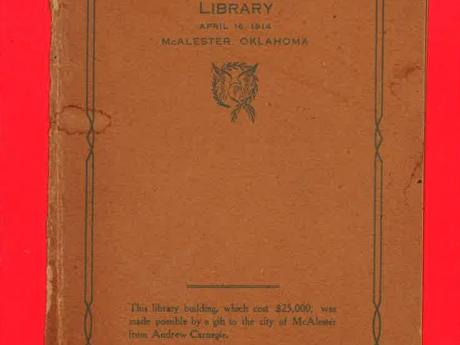 LIBRARY
APRIL 16, 1914
MCALESTER, OKLAHOMA
This library building, which cost $25,000, was
made possible by a gift to the city of McAlester
from Andrew Carnegie.